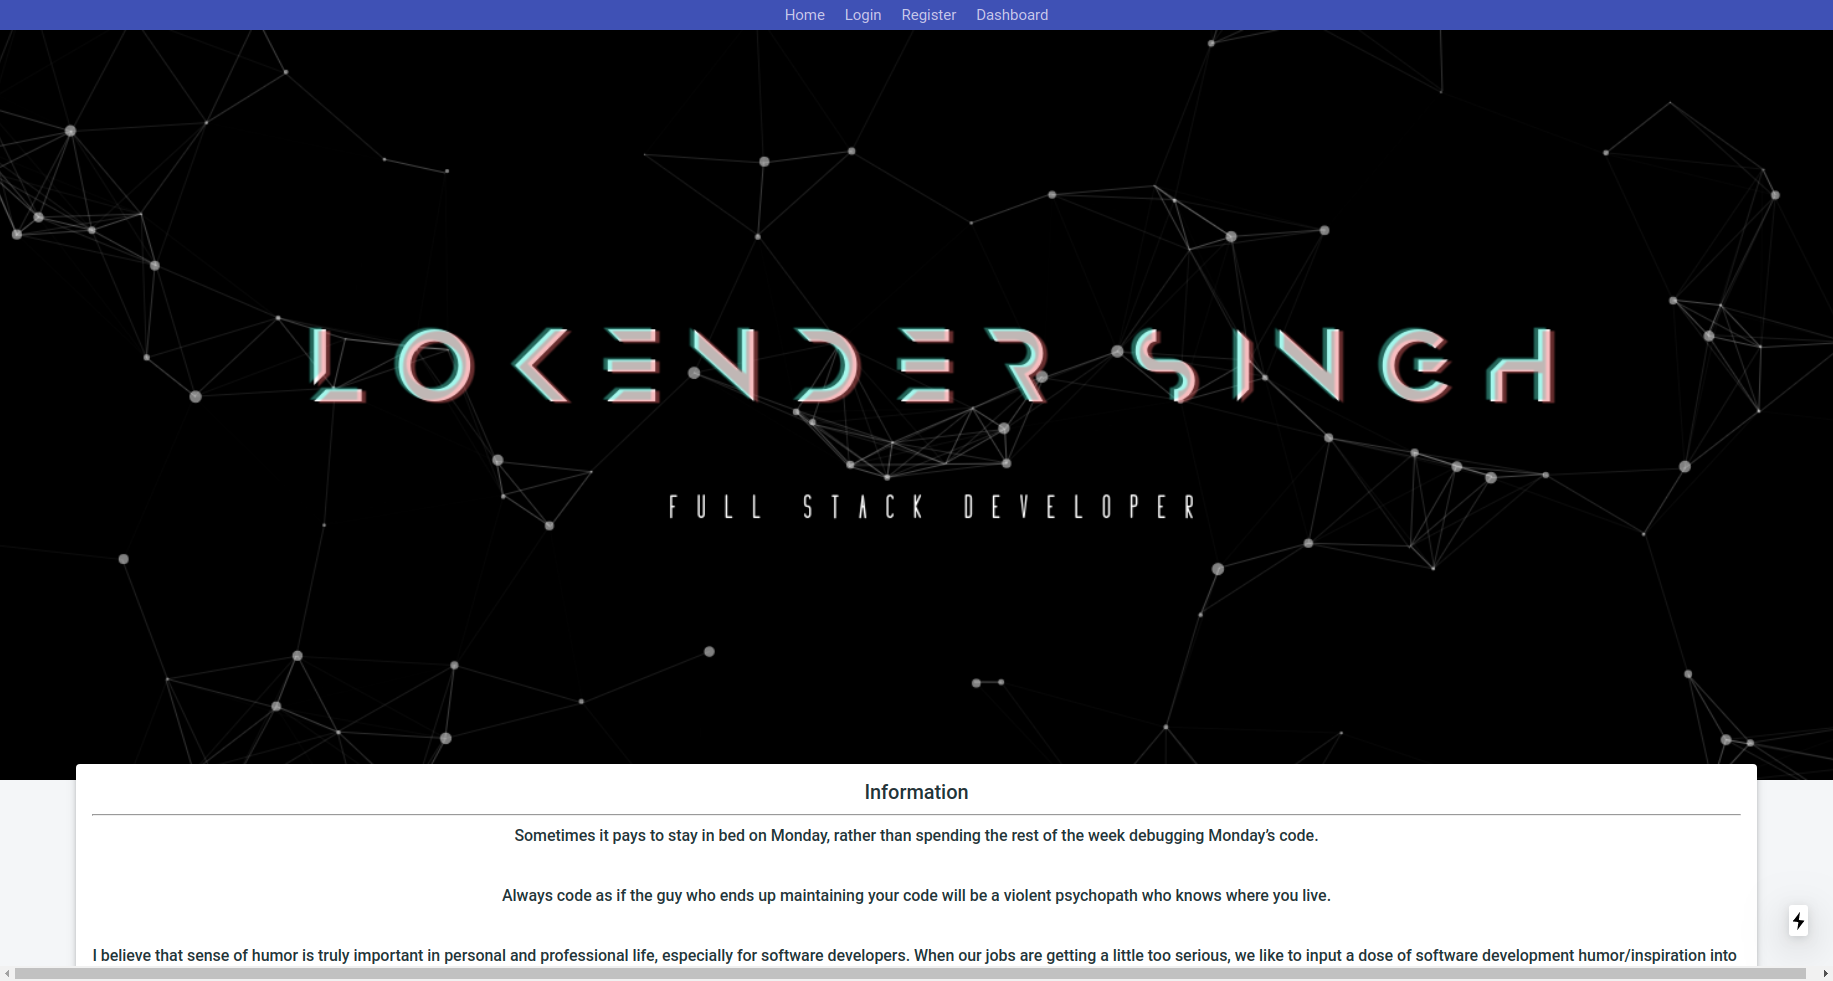 Home Login Register Dashboard
LOKENDER SINGH
FULL STACK DEVELOPER
Information
Sometimes it pays to stay in bed on Monday, rather than spending the rest of the week debugging Monday's code.
Always code as if the guy who ends up maintaining your code will be a violent psychopath who knows where you live.
I believe that sense of humor is truly important in personal and professional life, especially for software developers. When our jobs are getting a little too serious, we like to input a dose of software development humor/inspiration into